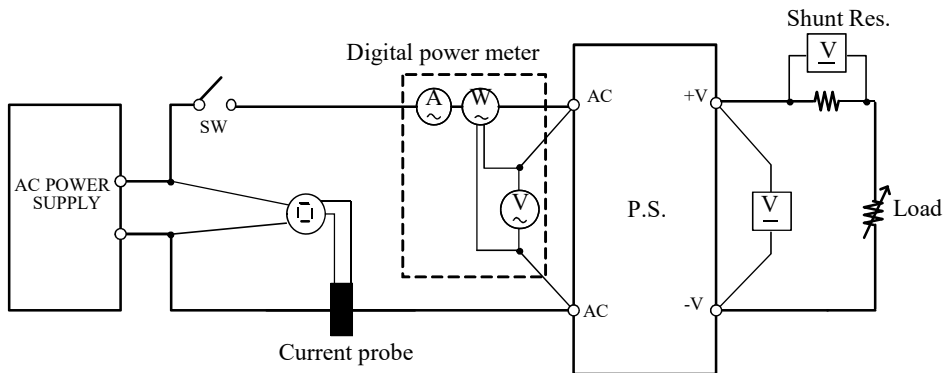 Shunt Res.
V
Digital power meter
A
W
~
~
AC
+V
SW
AC POWER
SUPPLY
V
~
P.S.
V
Load
AC
-V
Current probe